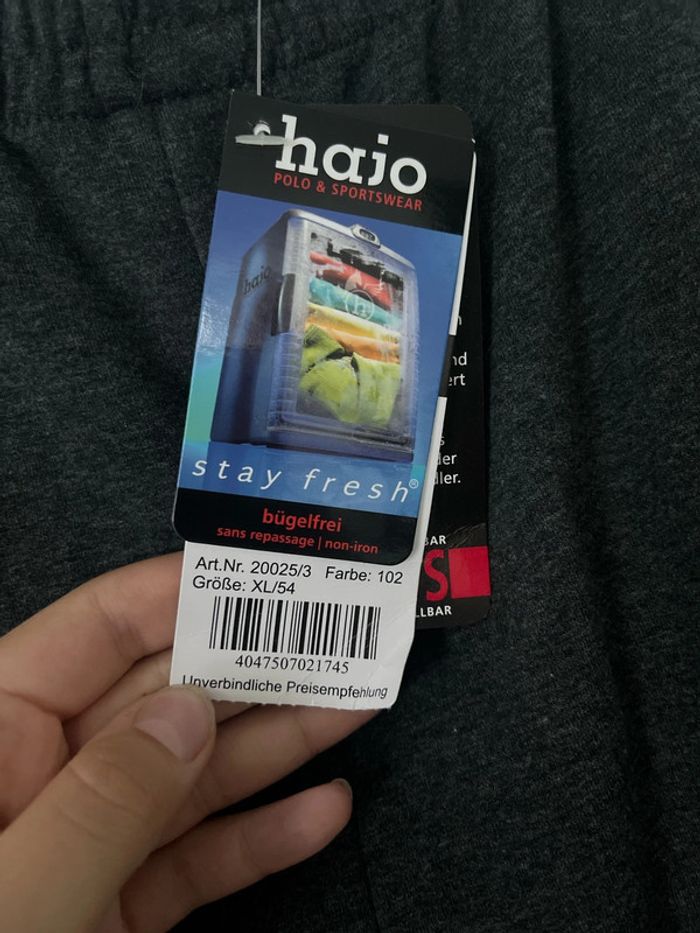 hajo
POLO & SPORTSWEAR
hajo
h
stay fresh®
bügelfrei
sans repassage | non-iron
Art.Nr. 20025/3 Farbe: 102
Größe: XL/54
4047507021745
Unverbindliche Preisempfehlung